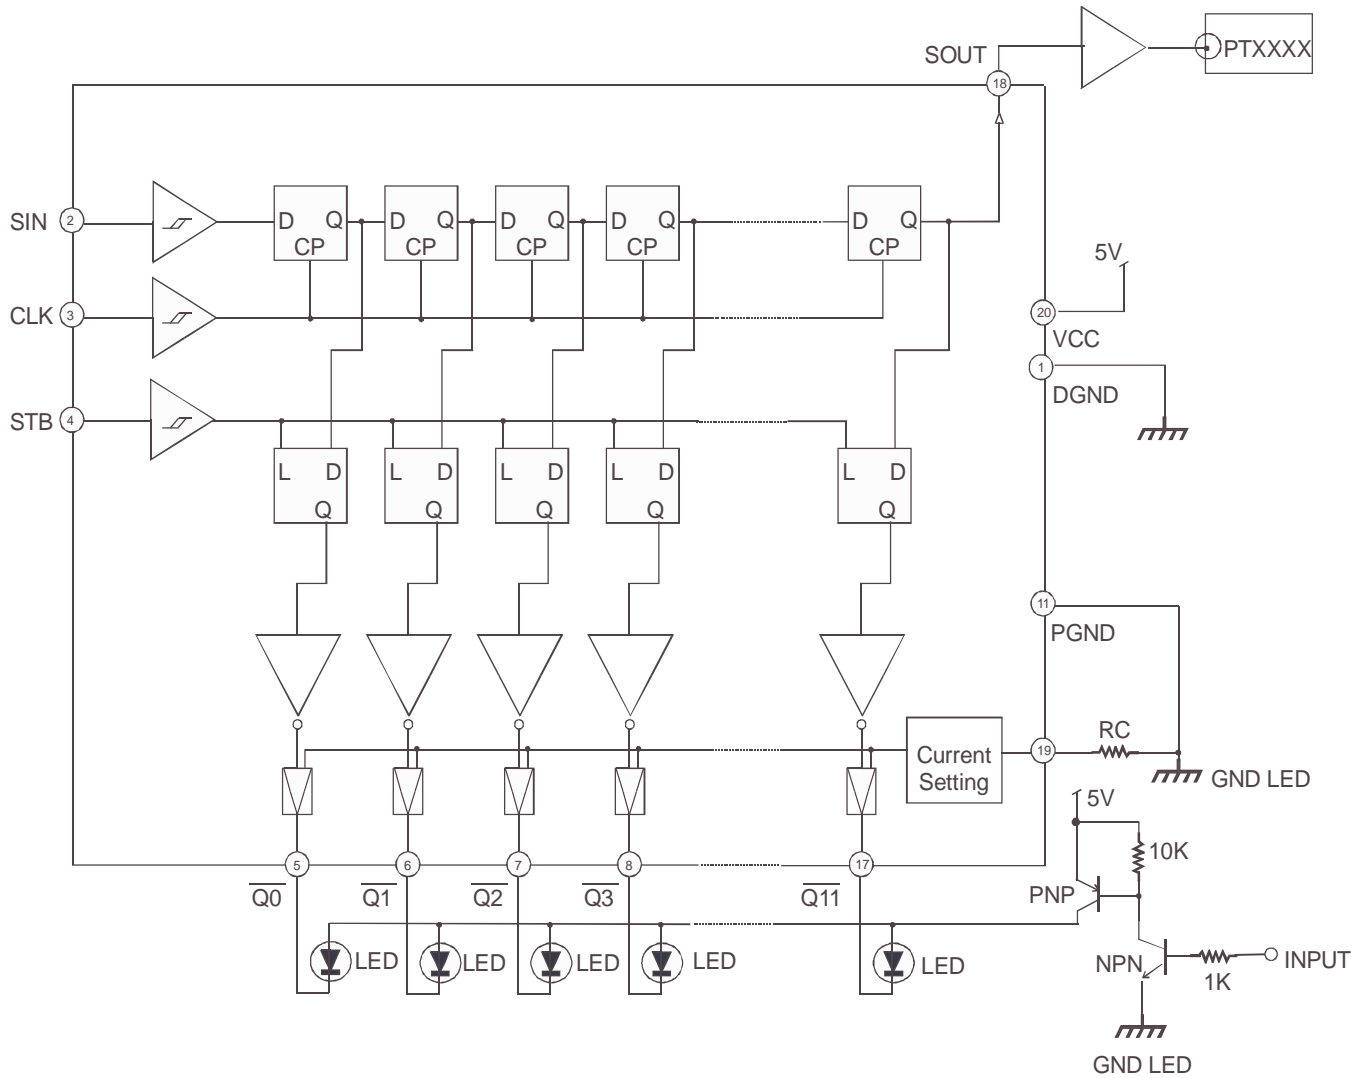 SOUT
18
PTXXXX
SIN 2
D Q CP
D Q CP
D Q CP
D Q CP
D Q CP
CLK 3
5V
20
VCC
1
DGND
STB 4
L D Q
L D Q
L D Q
L D Q
L D Q
11
PGND
Current
Setting
19
RC
GND LED
5V
10K
PNP
5
6
7
8
17
Q0
Q1
Q2
Q3
Q11
LED
LED
LED
LED
LED
NPN
1K
INPUT
GND LED